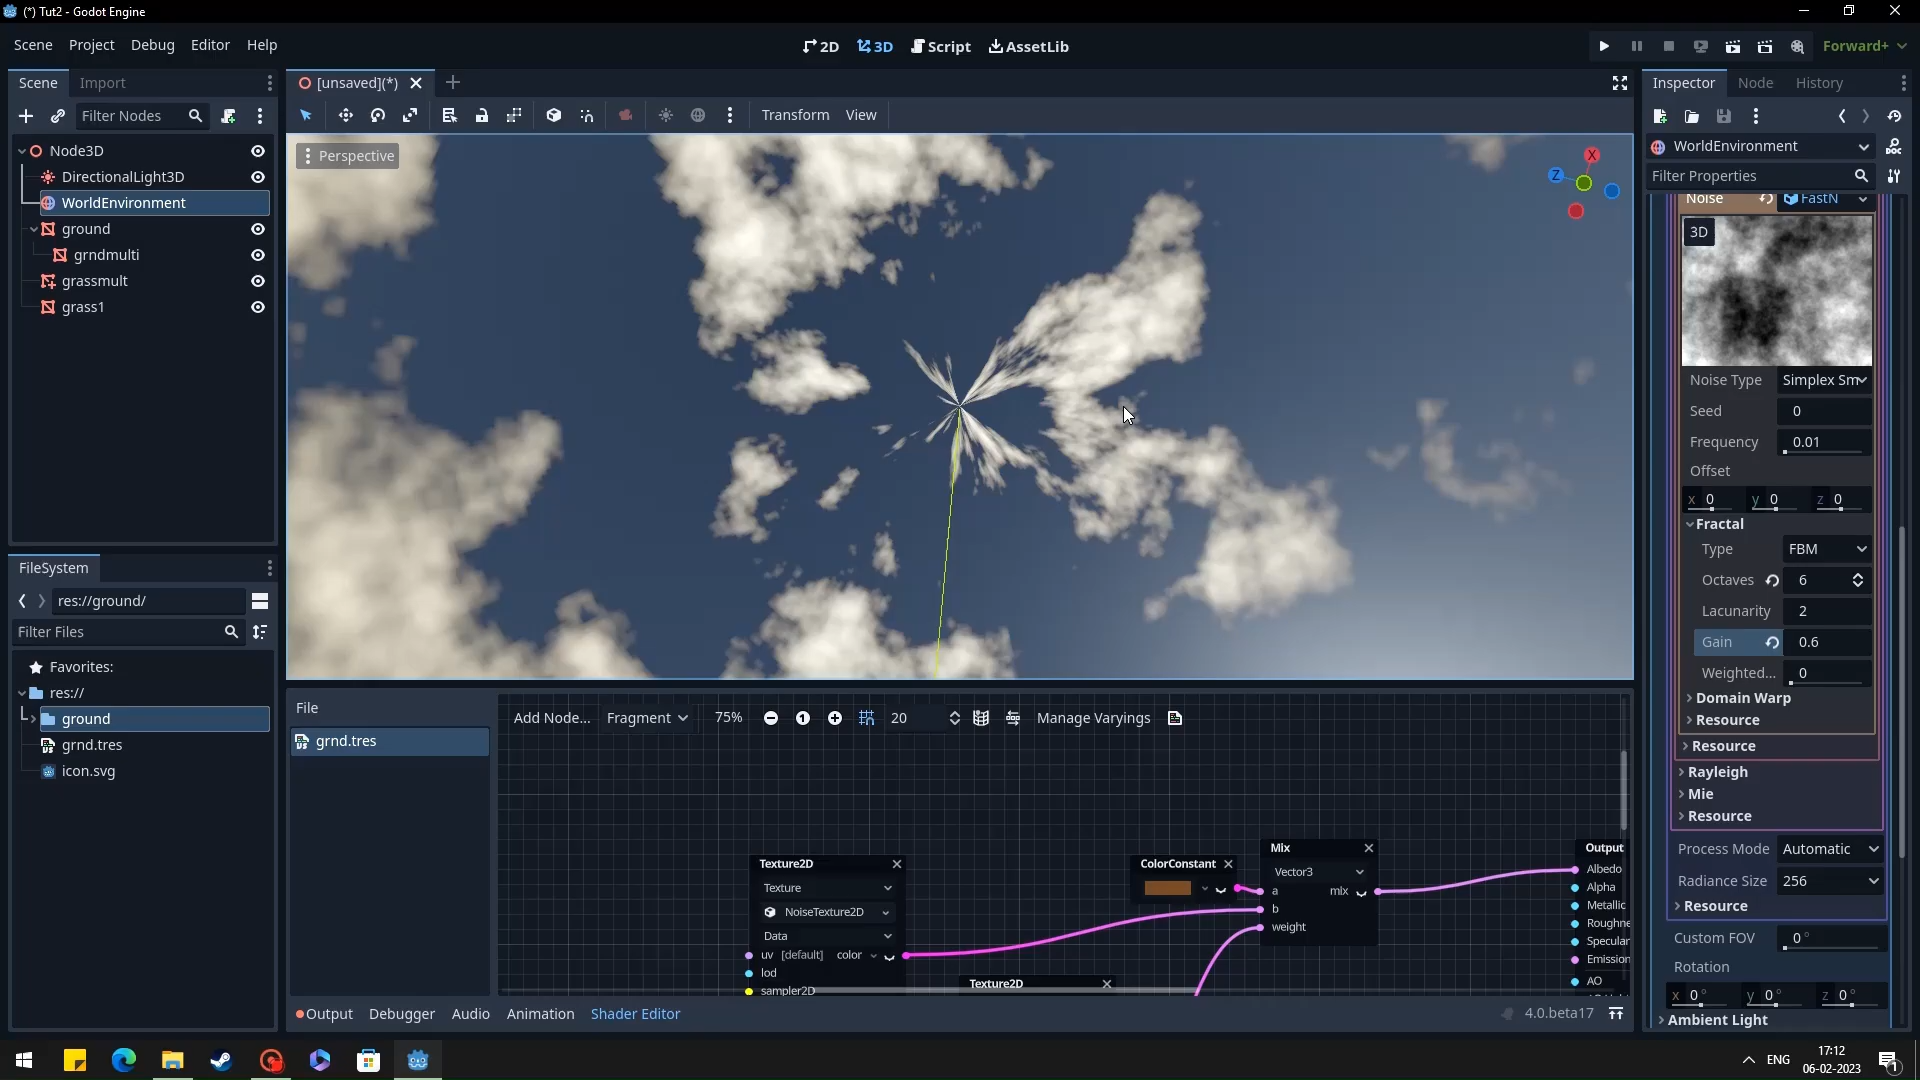 (*) Tut2 - Godot Engine
Scene Project Debug Editor Help
2D 3D Script AssetLib
Forward+
Scene Import
[unsaved](*)
Inspector Node History
Filter Nodes
Transform View
Perspective
Node3D
DirectionalLight3D
WorldEnvironment
ground
grndmulti
grassmult
grass1
X
Z
WorldEnvironment
Filter Properties
Noise FastN
3D
Noise Type Simplex Sm
Seed 0
Frequency 0.01
Offset
x 0 y 0 z 0
Fractal
Type FBM
Octaves 6
Lacunarity 2
Gain 0.6
Weighted... 0
Domain Warp
Resource
Resource
Rayleigh
Mie
Resource
Process Mode Automatic
Radiance Size 256
Resource
Custom FOV 0 °
Rotation
x 0 ° y 0 ° z 0 °
Ambient Light
FileSystem
res://ground/
Filter Files
Favorites:
res://
ground
grnd.tres
icon.svg
File
grnd.tres
Add Node... Fragment 75% 1 20 Manage Varyings
Texture2D
Texture
NoiseTexture2D
Data
uv [default] color
lod
sampler2D
Texture2D
ColorConstant
Mix
Vector3
a mix
b
weight
Output
Albedo
Alpha
Metallic
Roughne
Specular
Emission
AO
Output Debugger Audio Animation Shader Editor
4.0.beta17
ENG
17:12
06-02-2023
1